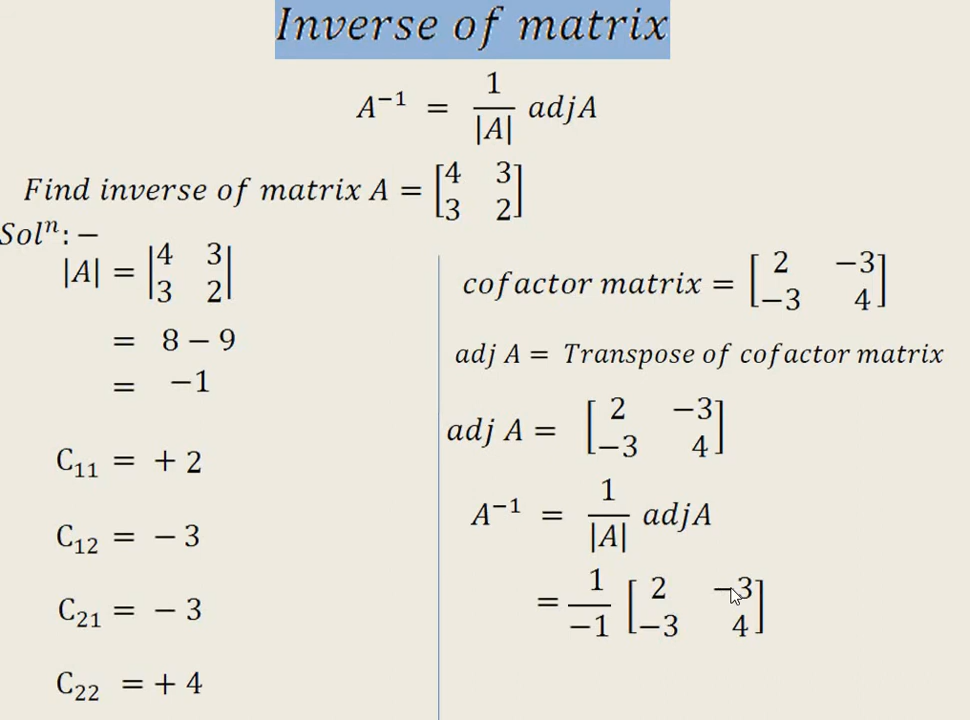 Inverse of matrix
A⁻¹ = 1/|A| adjA
Find inverse of matrix A = [4 3; 3 2]
Solⁿ: −
|A| = |4 3; 3 2|
= 8 − 9
= −1
C₁₁ = + 2
C₁₂ = − 3
C₂₁ = − 3
C₂₂ = + 4
cofactor matrix = [2 −3; −3 4]
adj A = Transpose of cofactor matrix
adj A = [2 −3; −3 4]
A⁻¹ = 1/|A| adjA
= 1/−1 [2 −3; −3 4]